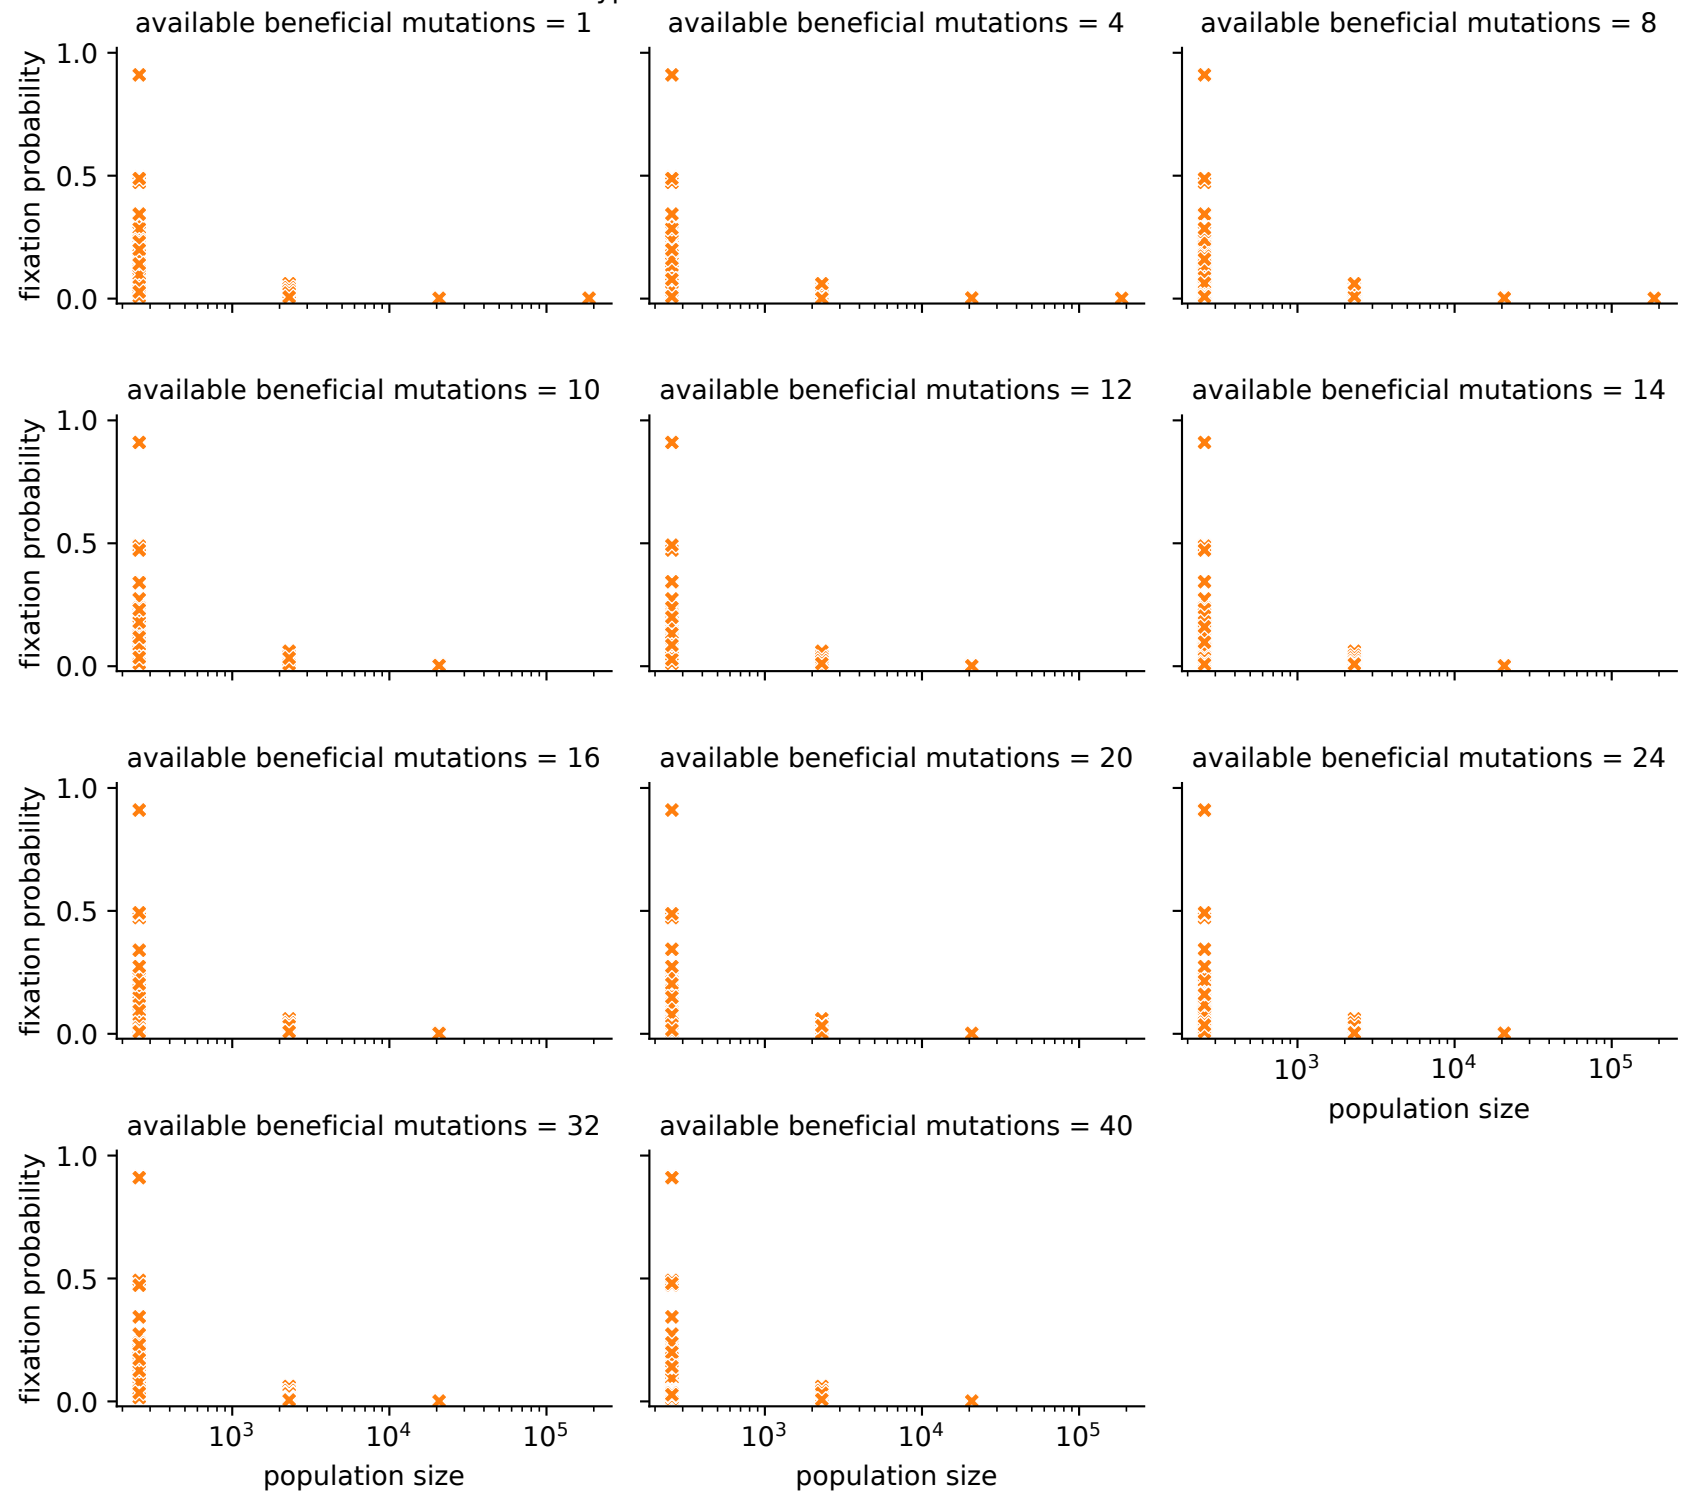 available beneficial mutations = 1
available beneficial mutations = 4
available beneficial mutations = 8
1.0
0.5
0.0
fixation probability
available beneficial mutations = 10
available beneficial mutations = 12
available beneficial mutations = 14
1.0
0.5
0.0
fixation probability
available beneficial mutations = 16
available beneficial mutations = 20
available beneficial mutations = 24
1.0
0.5
0.0
fixation probability
10³ 10⁴ 10⁵
population size
available beneficial mutations = 32
available beneficial mutations = 40
1.0
0.5
0.0
fixation probability
10³ 10⁴ 10⁵
10³ 10⁴ 10⁵
population size
population size